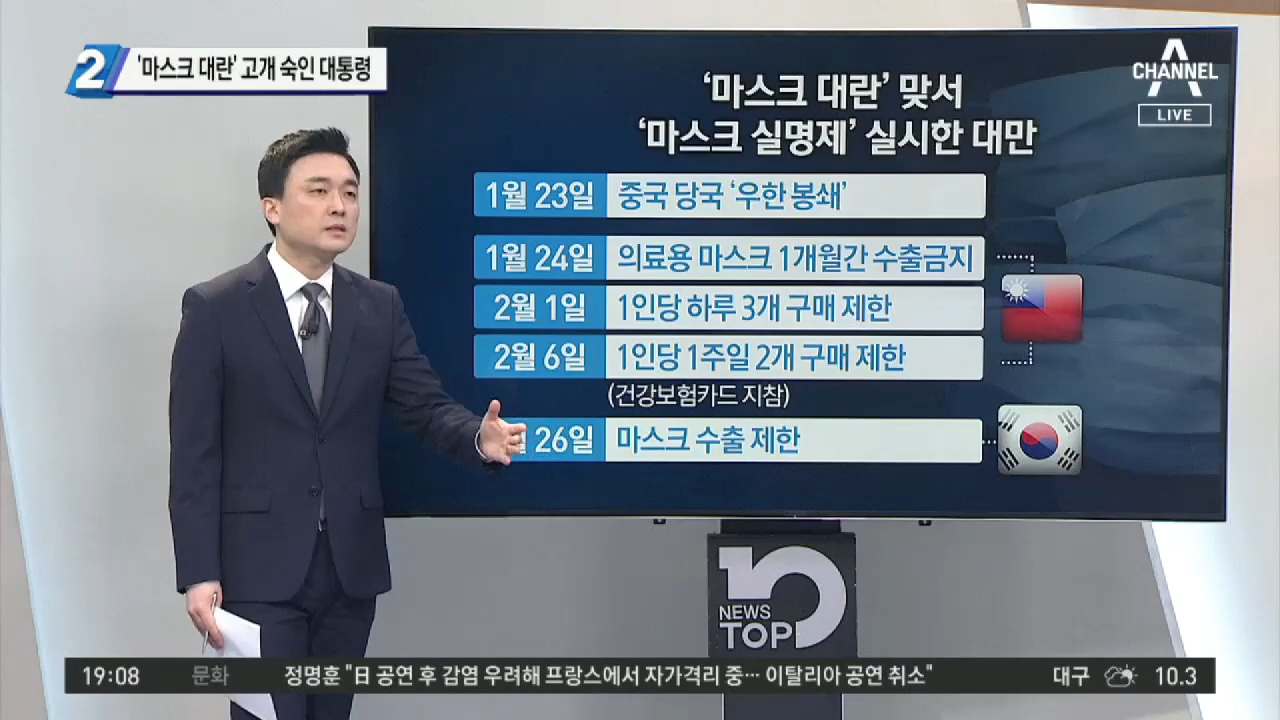 2
'마스크 대란' 고개 숙인 대통령
CHANNEL A
LIVE
‘마스크 대란’ 맞서
‘마스크 실명제’ 실시한 대만
1월 23일 중국 당국 ‘우한 봉쇄’
1월 24일 의료용 마스크 1개월간 수출금지
2월 1일 1인당 하루 3개 구매 제한
2월 6일 1인당 1주일 2개 구매 제한
(건강보험카드 지참)
26일 마스크 수출 제한
NEWS
TOP10
19:08 문화 정명훈 "日 공연 후 감염 우려해 프랑스에서 자가격리 중… 이탈리아 공연 취소" 대구 10.3